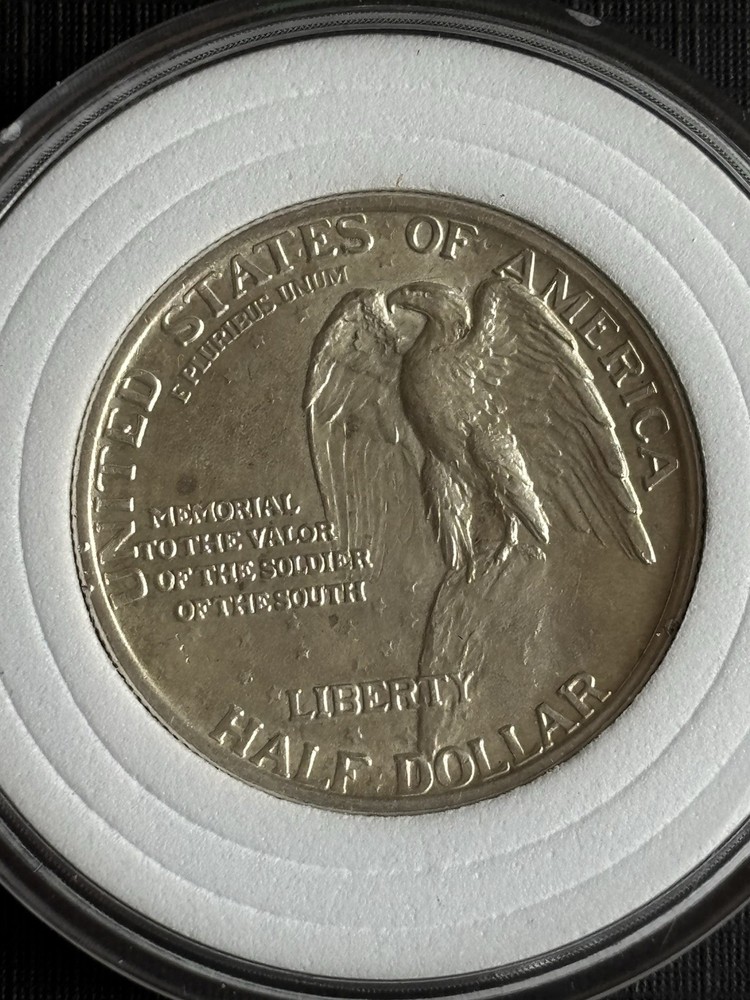 UNITED STATES OF AMERICA
E PLURIBUS UNUM
MEMORIAL
TO THE VALOR
OF THE SOLDIER
OF THE SOUTH
LIBERTY
HALF DOLLAR